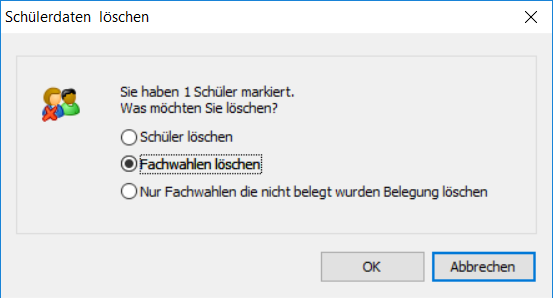 Schülerdaten löschen
Sie haben 1 Schüler markiert.
Was möchten Sie löschen?
Schüler löschen
Fachwahlen löschen
Nur Fachwahlen die nicht belegt wurden Belegung löschen
OK
Abbrechen